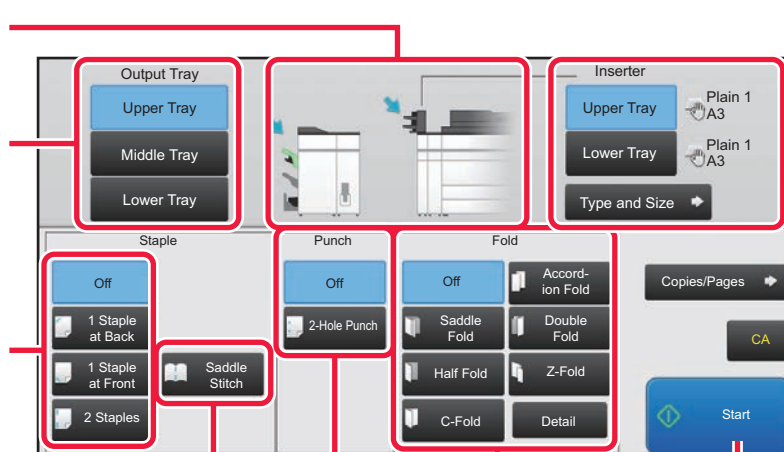 Output Tray
Upper Tray
Middle Tray
Lower Tray
Inserter
Upper Tray
Plain 1
A3
Lower Tray
Plain 1
A3
Type and Size
Staple
Off
1 Staple
at Back
1 Staple
at Front
2 Staples
Saddle
Stitch
Punch
Off
2-Hole Punch
Fold
Off
Accord-
ion Fold
Saddle
Fold
Double
Fold
Half Fold
Z-Fold
C-Fold
Detail
Copies/Pages
CA
Start